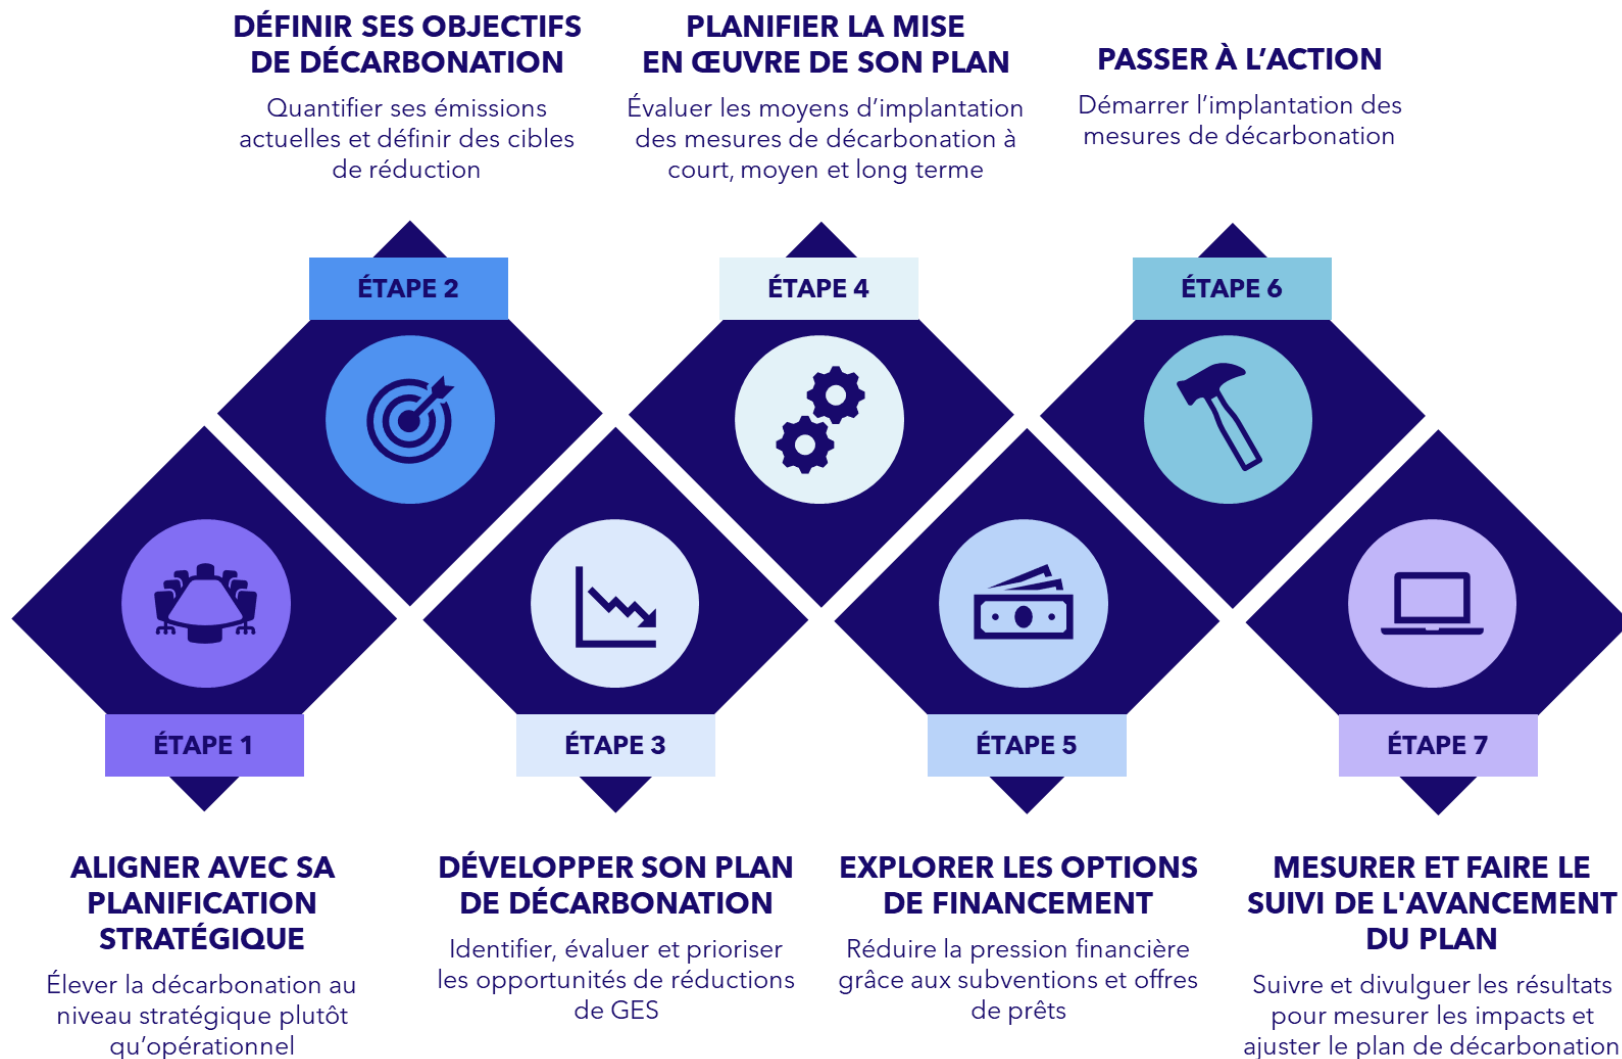 DÉFINIR SES OBJECTIFS
DE DÉCARBONATION
Quantifier ses émissions
actuelles et définir des cibles
de réduction
PLANIFIER LA MISE
EN ŒUVRE DE SON PLAN
Évaluer les moyens d’implantation
des mesures de décarbonation à
court, moyen et long terme
PASSER À L’ACTION
Démarrer l’implantation des
mesures de décarbonation
ÉTAPE 2
ÉTAPE 4
ÉTAPE 6
ÉTAPE 1
ÉTAPE 3
ÉTAPE 5
ÉTAPE 7
ALIGNER AVEC SA
PLANIFICATION
STRATÉGIQUE
Élever la décarbonation au
niveau stratégique plutôt
qu’opérationnel
DÉVELOPPER SON PLAN
DE DÉCARBONATION
Identifier, évaluer et prioriser
les opportunités de réductions
de GES
EXPLORER LES OPTIONS
DE FINANCEMENT
Réduire la pression financière
grâce aux subventions et offres
de prêts
MESURER ET FAIRE LE
SUIVI DE L'AVANCEMENT
DU PLAN
Suivre et divulguer les résultats
pour mesurer les impacts et
ajuster le plan de décarbonation